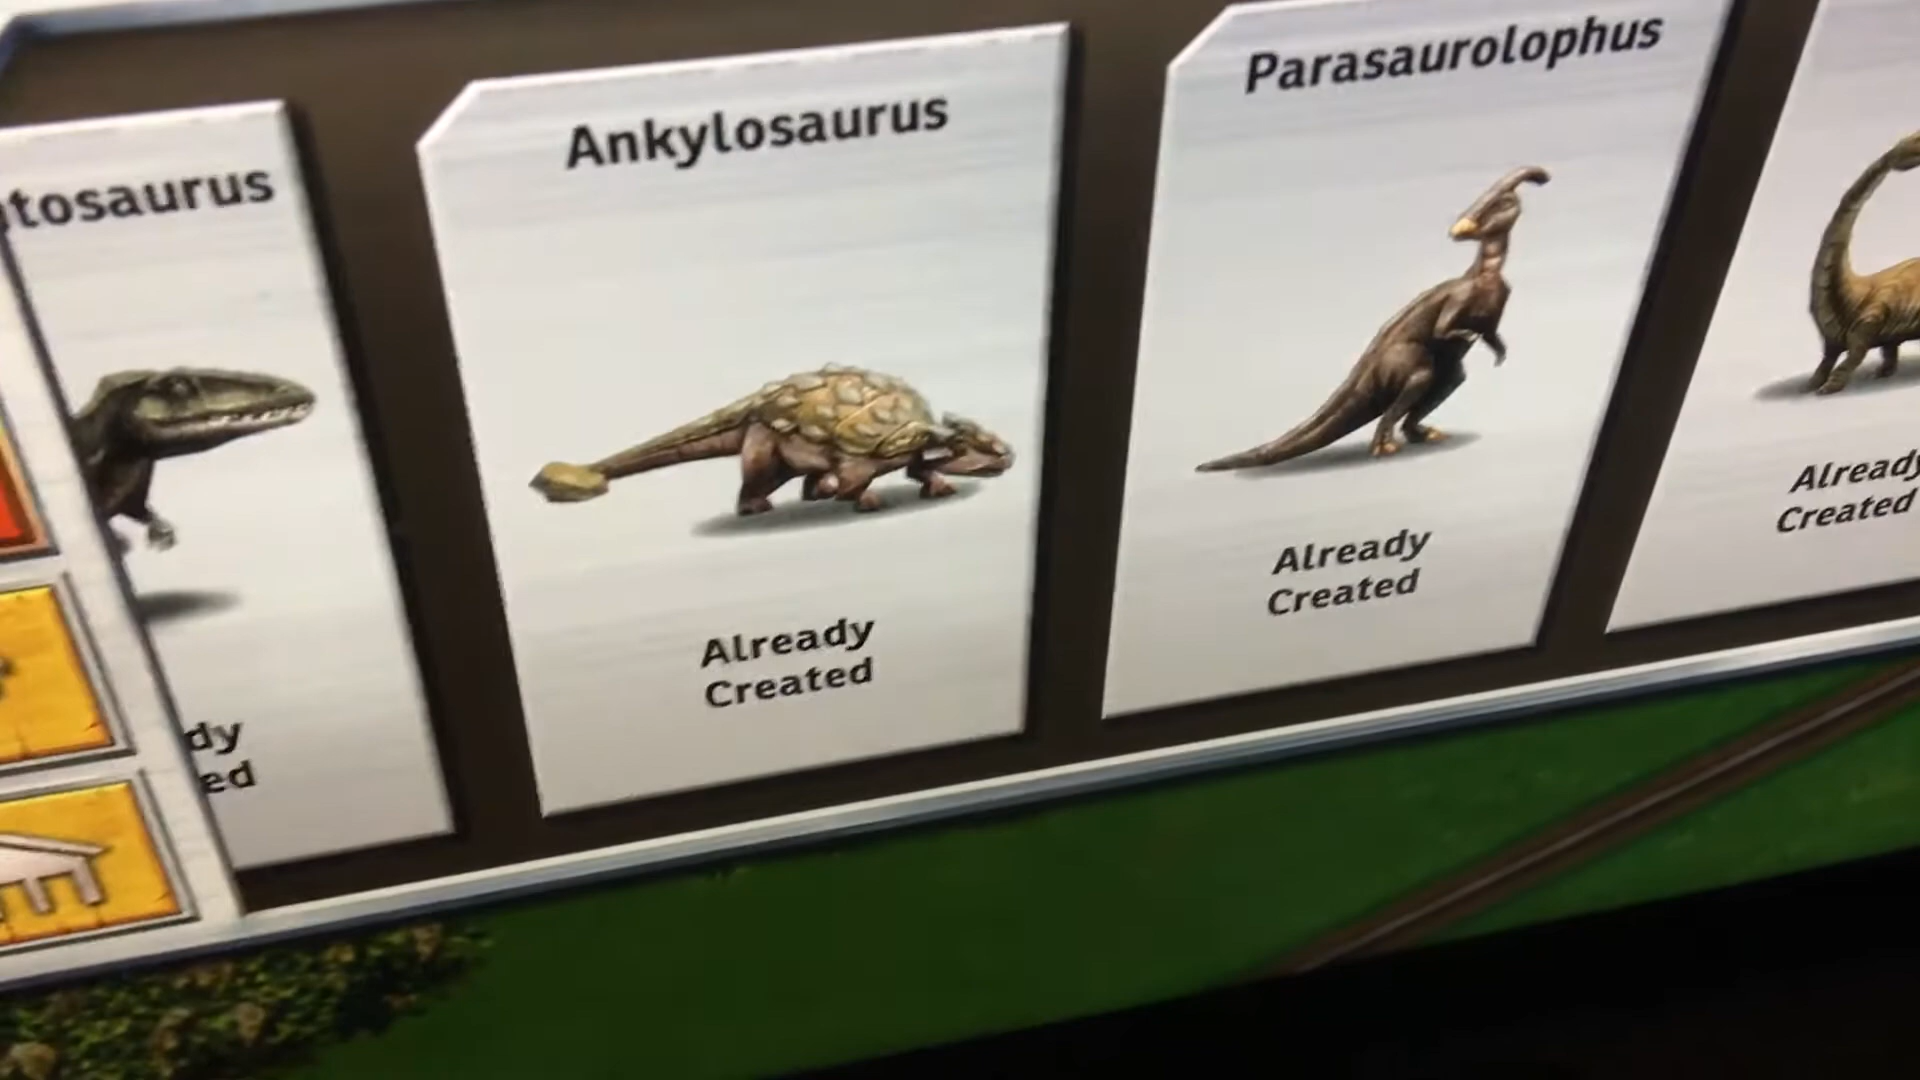 tosaurus
Ankylosaurus
Parasaurolophus
dy
ed
Already
Created
Already
Created
Already
Created